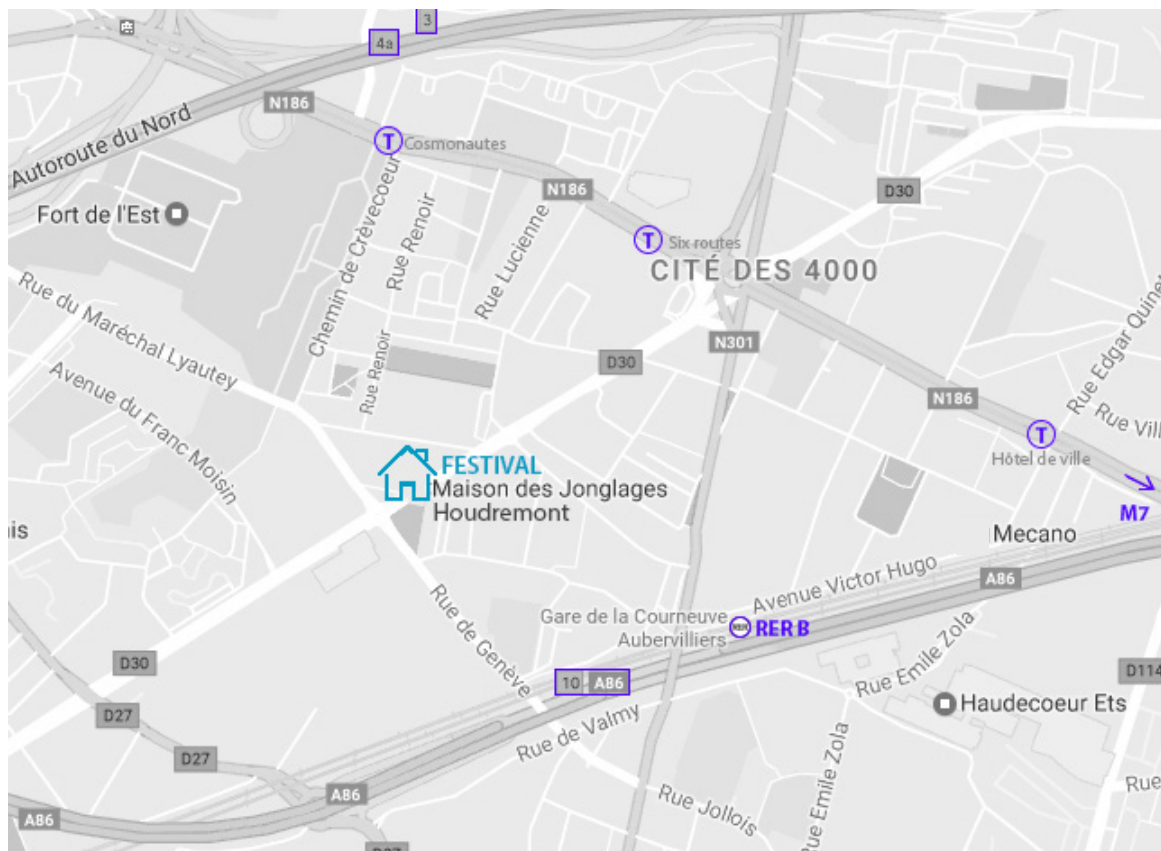 3
4a
N186
Autoroute du Nord
T Cosmonautes
Fort de l'Est
N186
D30
Chemin de Crèvecoeur
Rue Renoir
Rue Lucienne
T Six routes
CITÉ DES 4000
Rue du Maréchal Lyautey
Rue Renoir
D30
N301
Rue Edgar Quinet
Avenue du Franc Moisin
N186
Rue Vill
T
Hôtel de ville
FESTIVAL
Maison des Jonglages
Houdremont
M7
ais
Mecano
A86
Avenue Victor Hugo
Gare de la Courneuve
Aubervilliers
RER B
Rue de Genève
D30
10 A86
Rue Emile Zola
D114
D27
Haudecoeur Ets
Rue de Valmy
D27
Rue Emile Zola
A86
Rue Jollois
Rue
A86